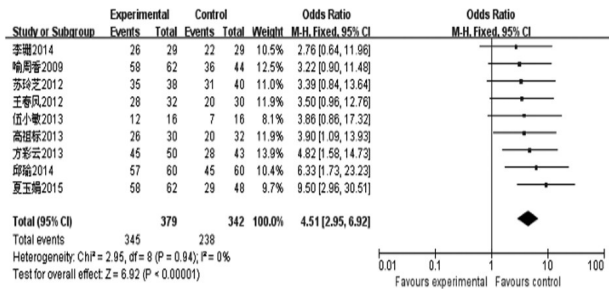 Experimental Control Odds Ratio Odds Ratio
Study or Subgroup Events Total Events Total Weight M-H, Fixed, 95% CI M-H, Fixed, 95% CI
李珊2014 26 29 22 29 10.5% 2.76 [0.64, 11.96]
喻周香2009 58 62 36 44 12.5% 3.22 [0.90, 11.48]
苏玲芝2012 35 38 31 40 10.2% 3.39 [0.84, 13.64]
王春凤2012 28 32 20 30 10.0% 3.50 [0.96, 12.76]
伍小敏2013 12 16 7 16 8.1% 3.86 [0.86, 17.32]
高祖标2013 26 30 20 32 10.2% 3.90 [1.09, 13.93]
方彩云2013 45 50 28 43 12.2% 4.82 [1.58, 14.73]
邱瑜2014 57 60 45 60 10.4% 6.33 [1.73, 23.23]
夏玉娟2015 58 62 29 48 9.7% 9.50 [2.96, 30.51]
Total (95% CI) 379 342 100.0% 4.51 [2.95, 6.92]
Total events 345 238
Heterogeneity: Chi² = 2.95, df = 8 (P = 0.94); I² = 0%
Test for overall effect: Z = 6.92 (P < 0.00001)
0.01 0.1 1 10 100
Favours experimental Favours control